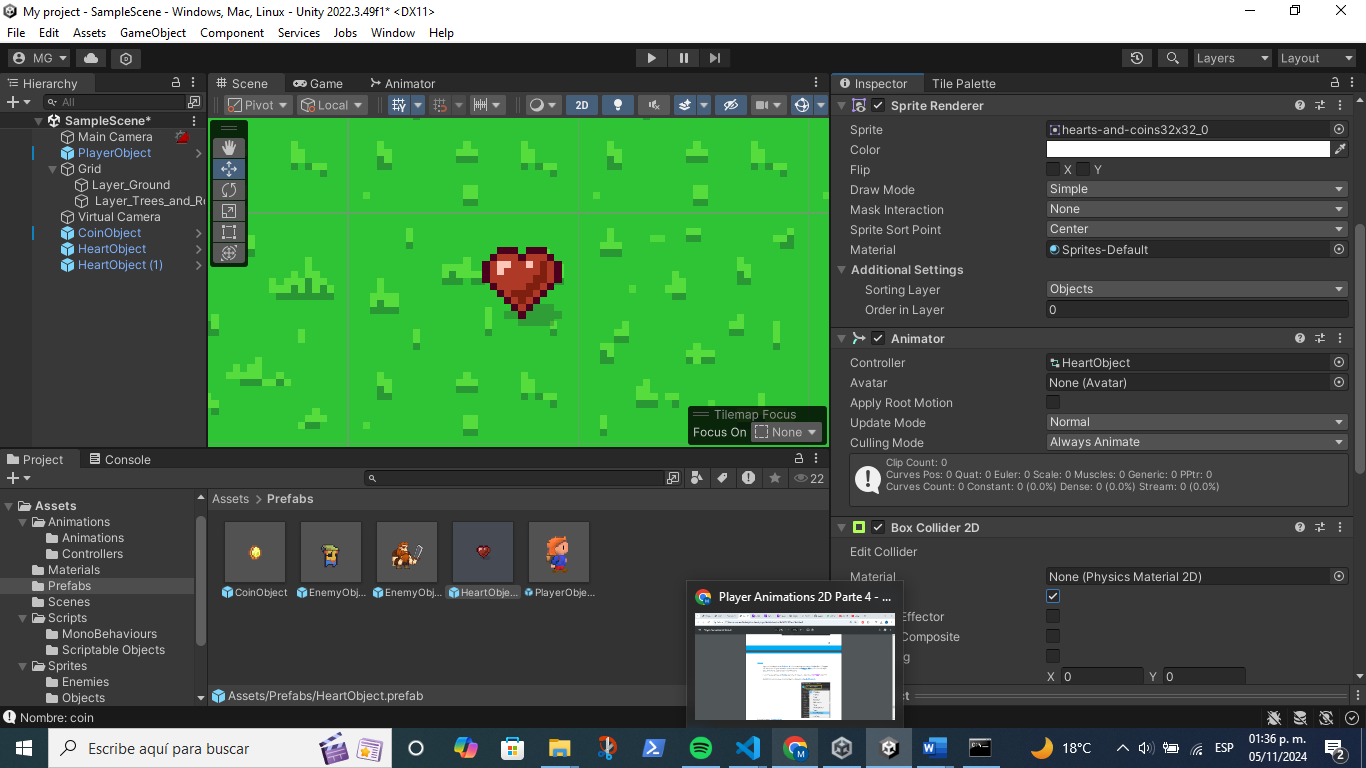 My project - SampleScene - Windows, Mac, Linux - Unity 2022.3.49f1* <DX11>
File Edit Assets GameObject Component Services Jobs Window Help
MG Layers Layout
Hierarchy
All
SampleScene*
Main Camera
PlayerObject
Grid
Layer_Ground
Layer_Trees_and_R
Virtual Camera
CoinObject
HeartObject
HeartObject (1)
Scene Game Animator
Pivot Local 2D
Tilemap Focus
Focus On None
Inspector Tile Palette
Sprite Renderer
Sprite hearts-and-coins32x32_0
Color
Flip X Y
Draw Mode Simple
Mask Interaction None
Sprite Sort Point Center
Material Sprites-Default
Additional Settings
Sorting Layer Objects
Order in Layer 0
Animator
Controller HeartObject
Avatar None (Avatar)
Apply Root Motion
Update Mode Normal
Culling Mode Always Animate
Clip Count: 0
Curves Pos: 0 Quat: 0 Euler: 0 Scale: 0 Muscles: 0 Generic: 0 PPtr: 0
Curves Count: 0 Constant: 0 (0.0%) Dense: 0 (0.0%) Stream: 0 (0.0%)
Box Collider 2D
Edit Collider
Material None (Physics Material 2D)
Effector
Composite
g
X 0 Y 0
Project Console
22
Assets
Animations
Animations
Controllers
Materials
Prefabs
Scenes
Scripts
MonoBehaviours
Scriptable Objects
Sprites
Enemies
Objects
Assets > Prefabs
CoinObject EnemyObj... EnemyObj... HeartObje... PlayerObje...
Assets/Prefabs/HeartObject.prefab
Player Animations 2D Parte 4 - ...
Nombre: coin
Escribe aquí para buscar
18°C ESP 01:36 p. m.
05/11/2024
2